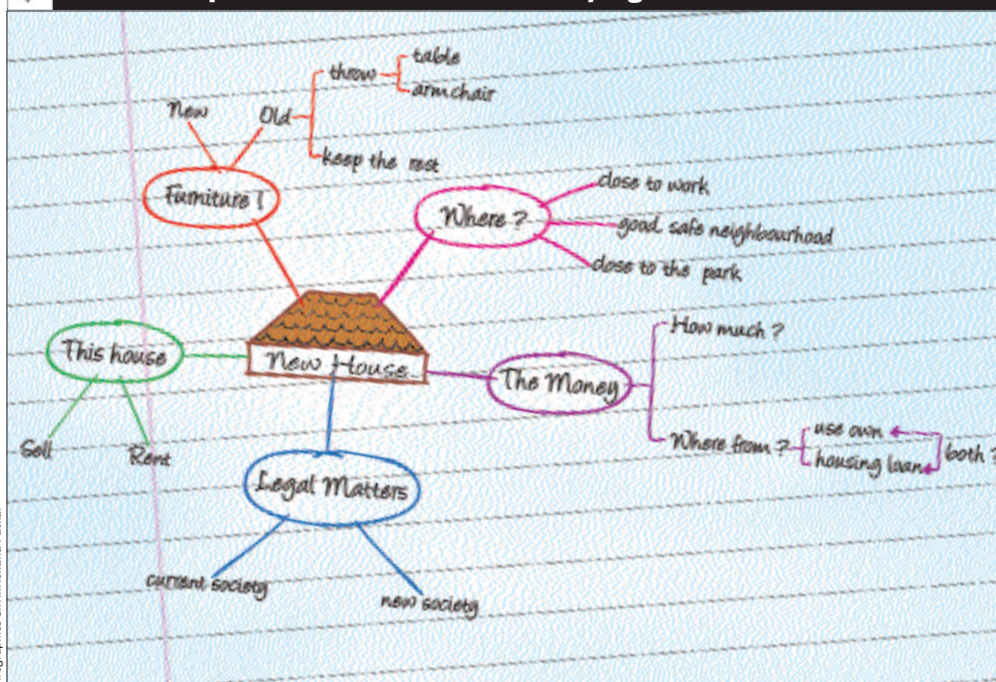 table
throw
armchair
New
Old
keep the rest
Furniture !
Where ?
close to work
good safe neighbourhood
close to the park
This house
New House
The Money
How much ?
Where from ?
use own
housing loan
both ?
Sell
Rent
Legal Matters
current society
new society